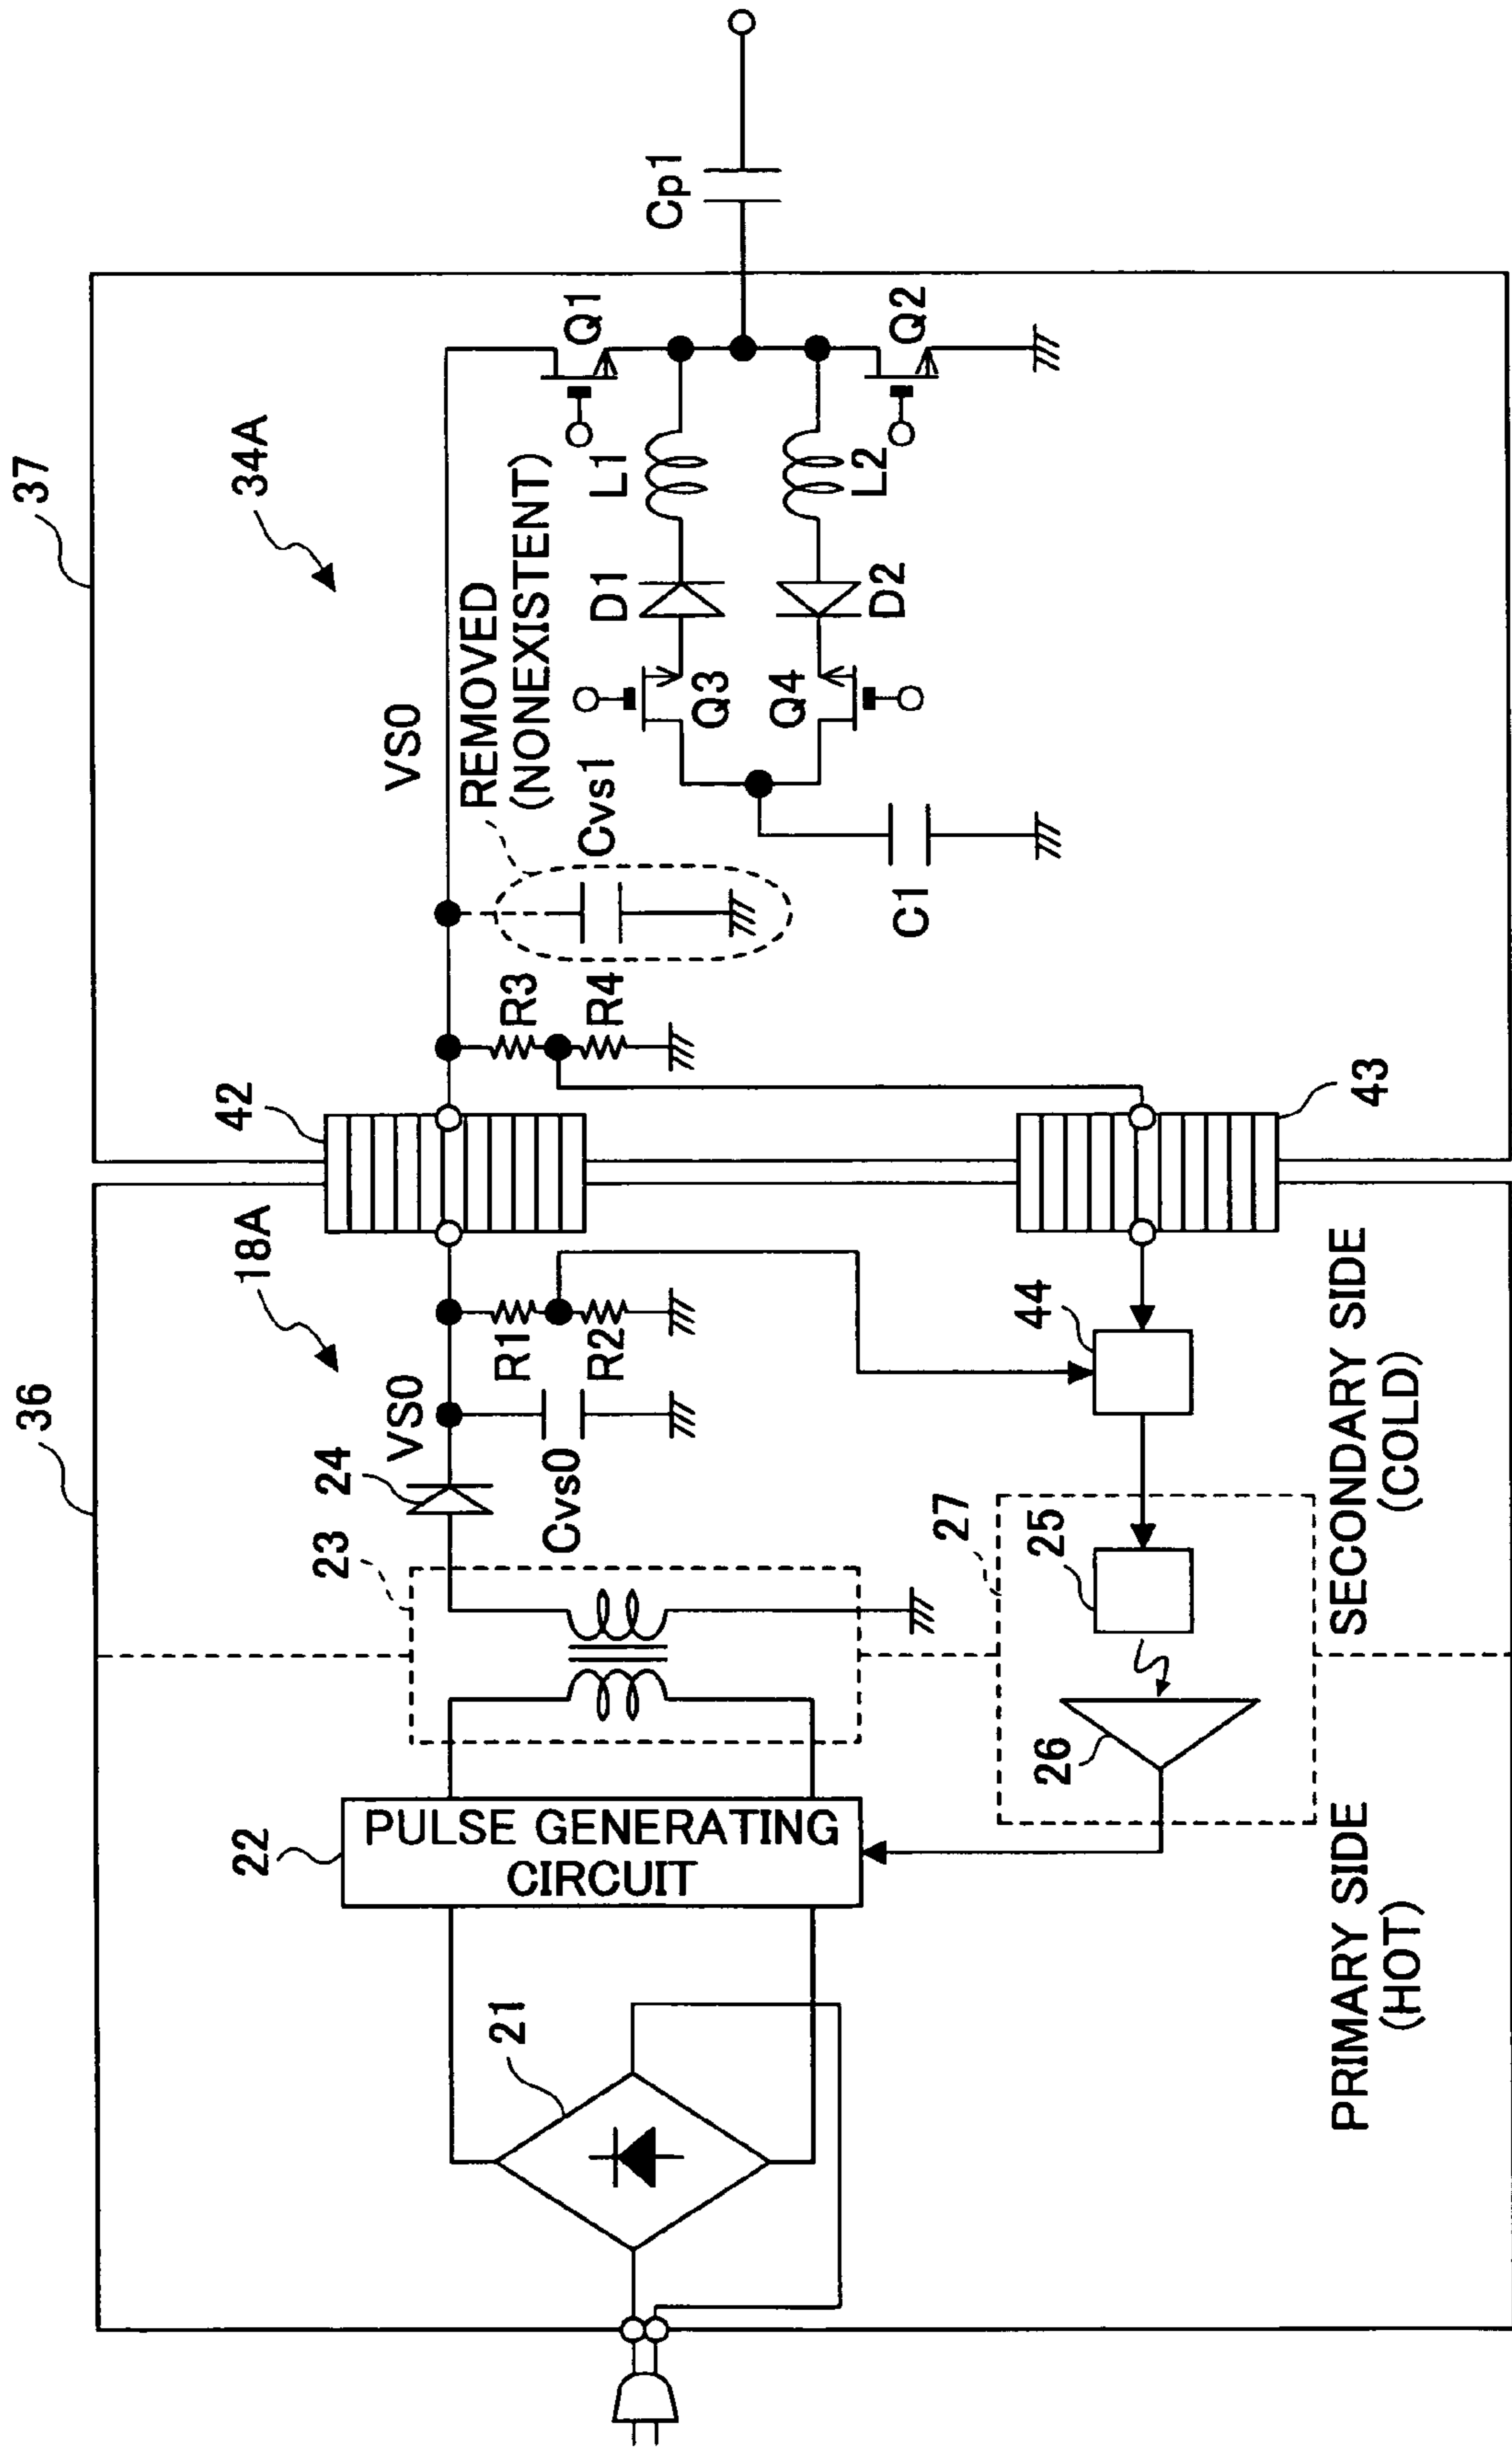 36
37
18A
34A
42
22
23
24
VS0
VS0
REMOVED
(NONEXISTENT)
Q1
Cp1
21
PULSE GENERATING
CIRCUIT
Cvs0
R1
R2
R3
R4
Cvs1
Q3
D1
L1
Q4
D2
L2
Q2
C1
27
44
26
25
43
PRIMARY SIDE
(HOT)
SECONDARY SIDE
(COLD)